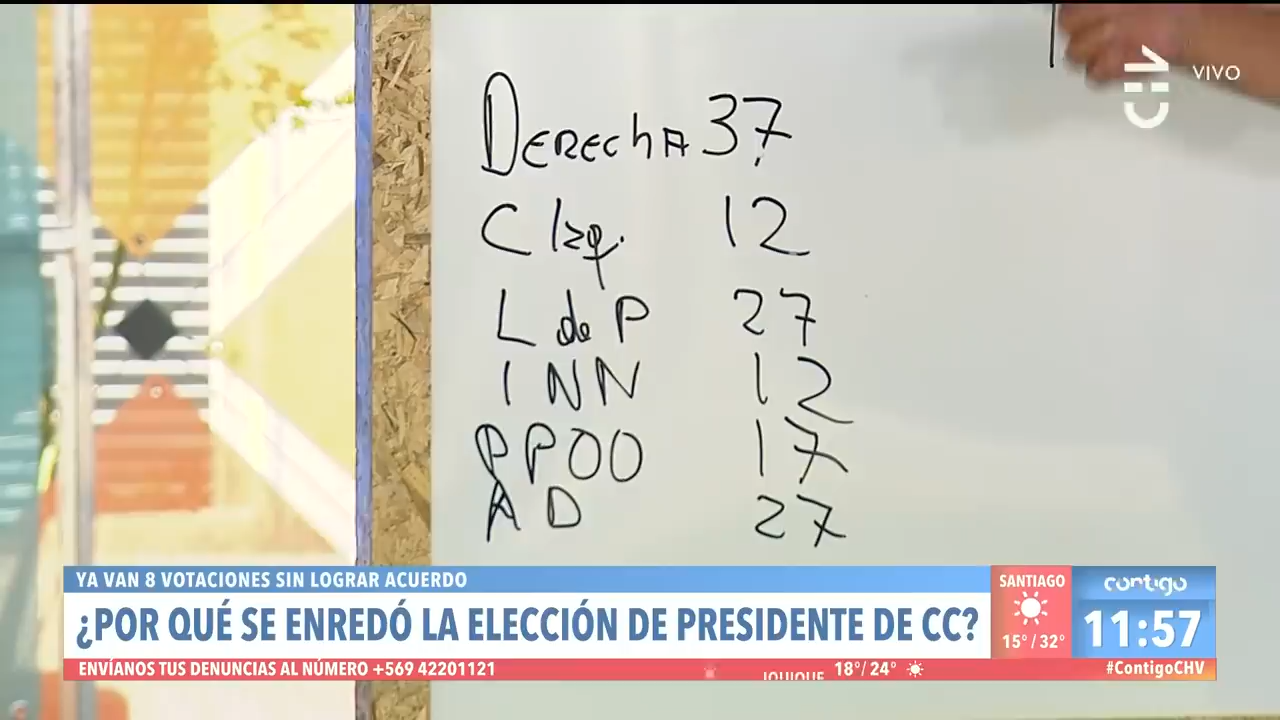 CHV VIVO
DERECHA 37
C Izq. 12
L de P 27
INN 12
PPOO 17
AD 27
YA VAN 8 VOTACIONES SIN LOGRAR ACUERDO
¿POR QUÉ SE ENREDÓ LA ELECCIÓN DE PRESIDENTE DE CC?
SANTIAGO
15°/32°
contigo
11:57
ENVÍANOS TUS DENUNCIAS AL NÚMERO +569 42201121
IQUIQUE 18°/24°
#ContigoCHV